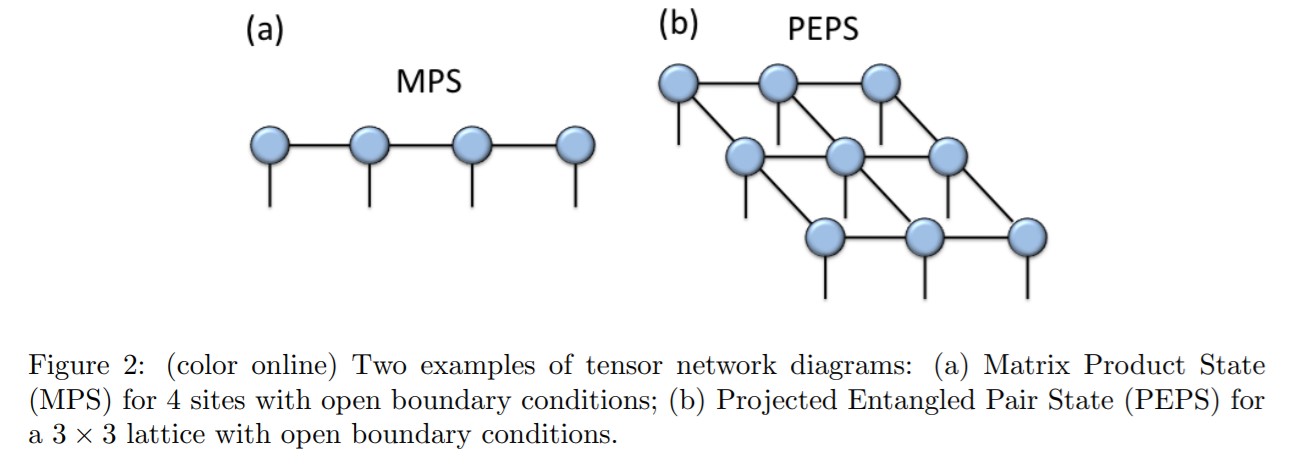 (a)
MPS
(b)
PEPS
Figure 2: (color online) Two examples of tensor network diagrams: (a) Matrix Product State
(MPS) for 4 sites with open boundary conditions; (b) Projected Entangled Pair State (PEPS) for
a 3 × 3 lattice with open boundary conditions.